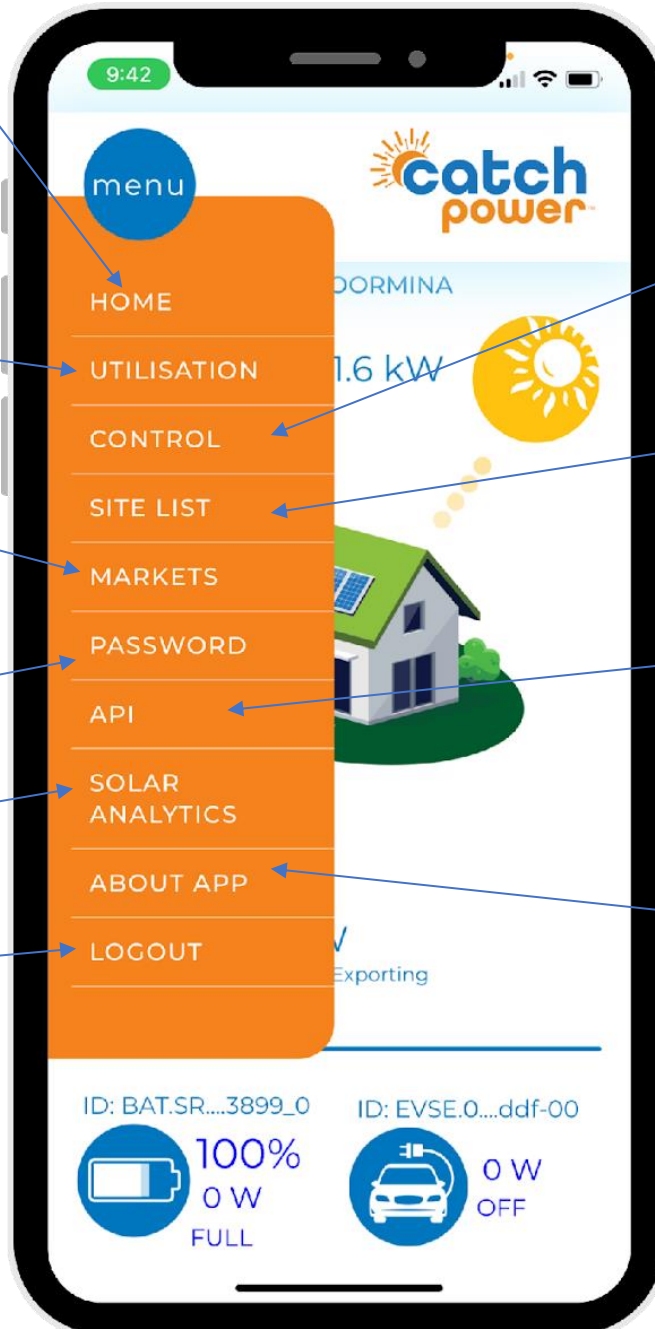 9:42
menu
catch
power
OORMINA
HOME
1.6 kW
UTILISATION
CONTROL
SITE LIST
MARKETS
PASSWORD
API
SOLAR
ANALYTICS
ABOUT APP
LOGOUT
Exporting
ID: BAT.SR....3899_0
ID: EVSE.0....ddf-00
100%
0 W
FULL
0 W
OFF